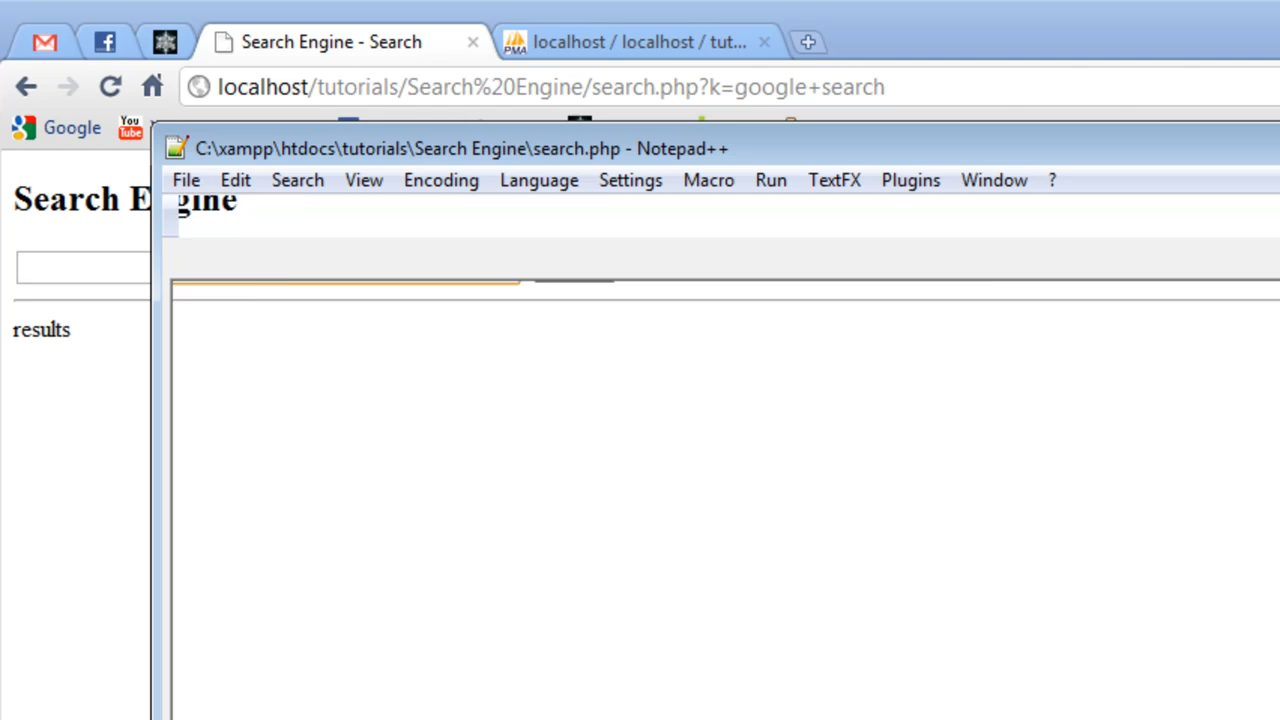 Search Engine - Search
PMA
localhost / localhost / tut...
localhost/tutorials/Search%20Engine/search.php?k=google+search
Google
You Tube
C:\xampp\htdocs\tutorials\Search Engine\search.php - Notepad++
File Edit Search View Encoding Language Settings Macro Run TextFX Plugins Window ?
Search Engine
results